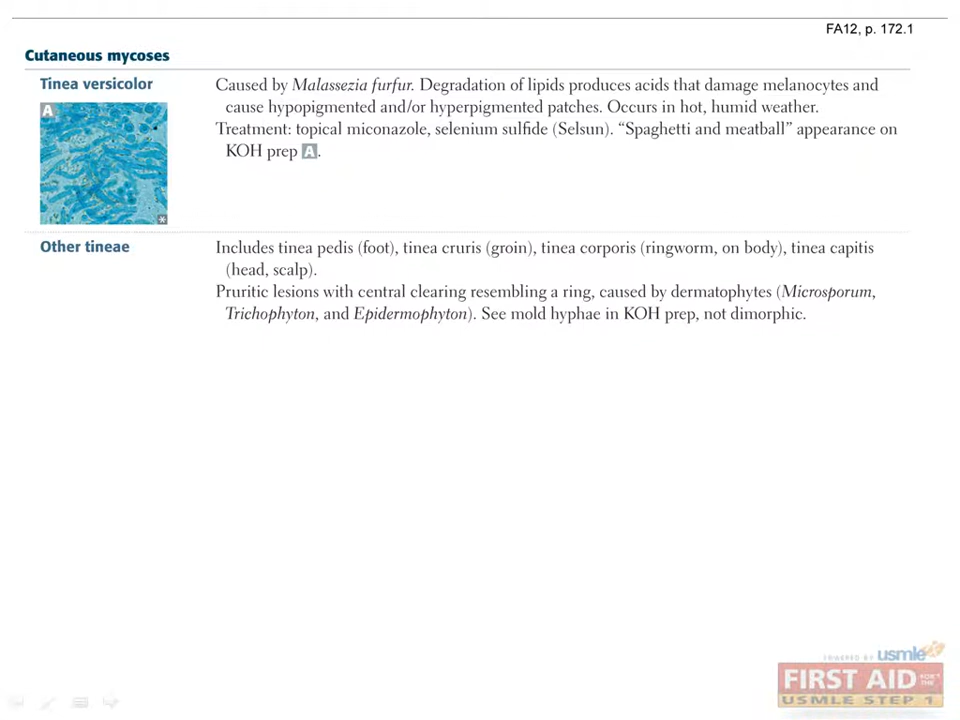 FA12, p. 172.1
Cutaneous mycoses
Tinea versicolor
Caused by Malassezia furfur. Degradation of lipids produces acids that damage melanocytes and
cause hypopigmented and/or hyperpigmented patches. Occurs in hot, humid weather.
Treatment: topical miconazole, selenium sulfide (Selsun). “Spaghetti and meatball” appearance on
KOH prep A.
A
Other tineae
Includes tinea pedis (foot), tinea cruris (groin), tinea corporis (ringworm, on body), tinea capitis
(head, scalp).
Pruritic lesions with central clearing resembling a ring, caused by dermatophytes (Microsporum,
Trichophyton, and Epidermophyton). See mold hyphae in KOH prep, not dimorphic.
POWERED BY usmle
FIRST AID FOR THE
USMLE STEP 1